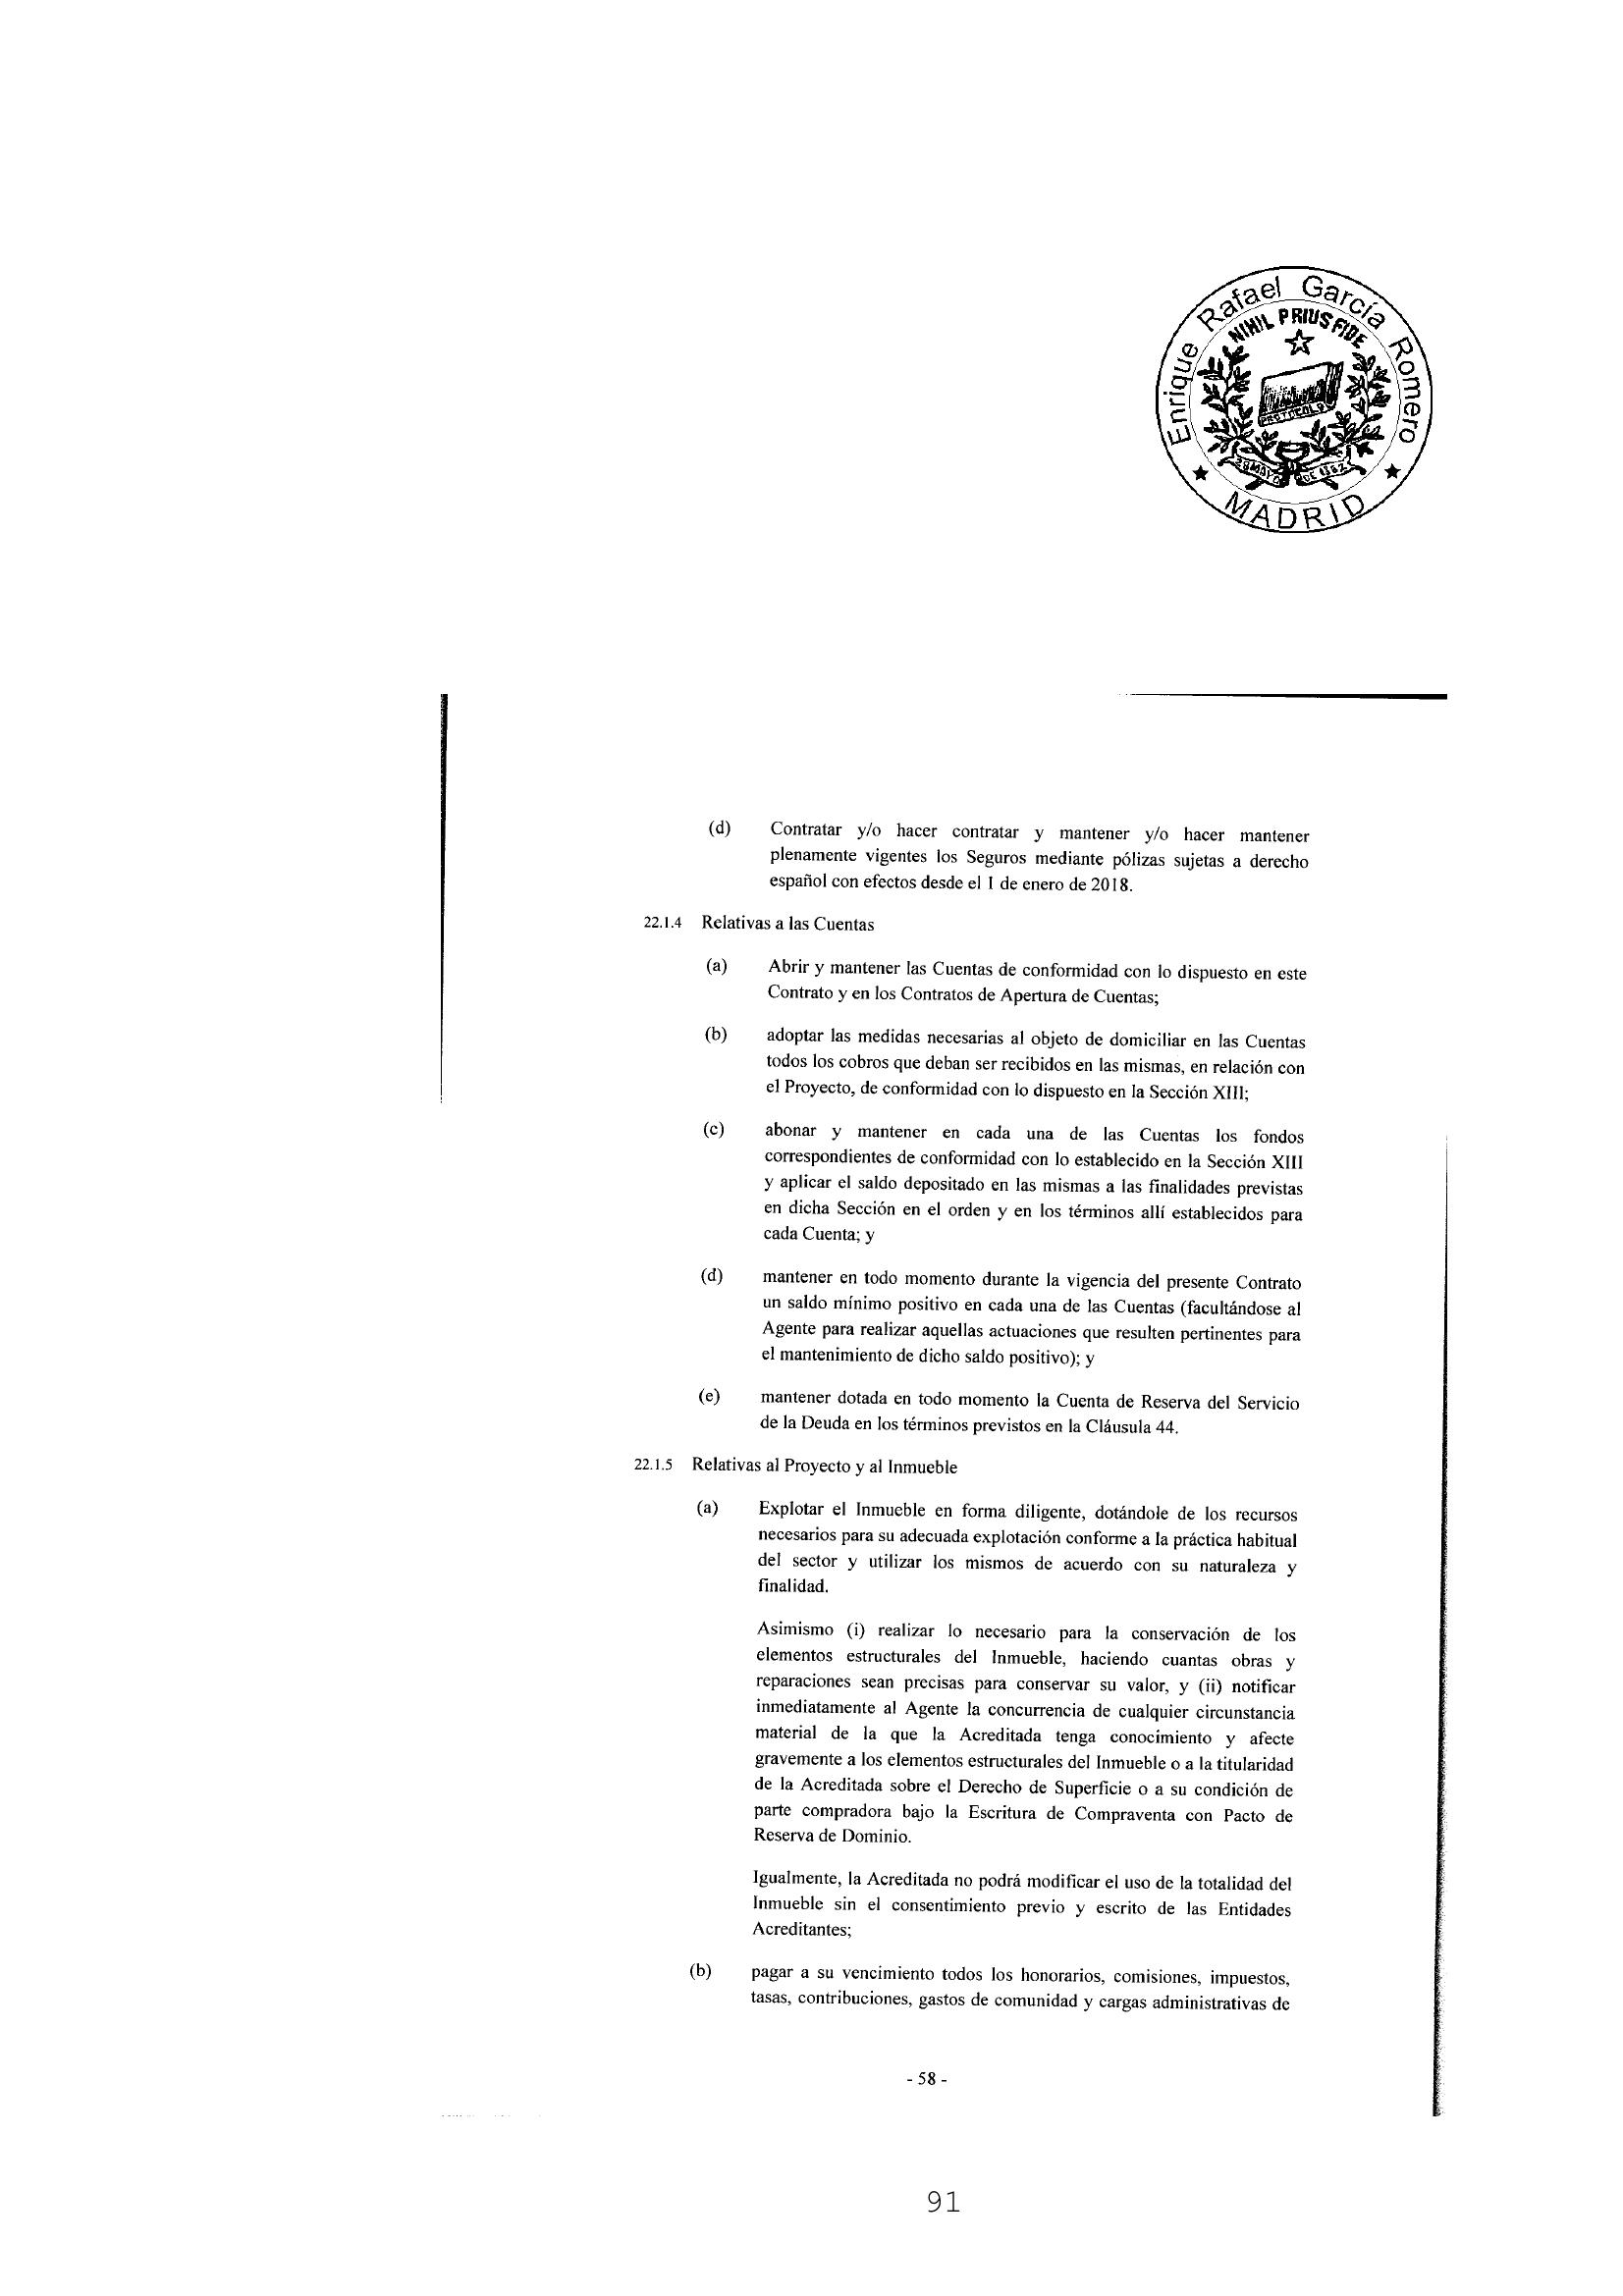 Enrique Rafael García Romero
NIHIL PRIUS FIDE
PROTOCOLO
28 MAYO DE 1862
★ MADRID ★
(d) Contratar y/o hacer contratar y mantener y/o hacer mantener
plenamente vigentes los Seguros mediante pólizas sujetas a derecho
español con efectos desde el 1 de enero de 2018.
22.1.4 Relativas a las Cuentas
(a) Abrir y mantener las Cuentas de conformidad con lo dispuesto en este
Contrato y en los Contratos de Apertura de Cuentas;
(b) adoptar las medidas necesarias al objeto de domiciliar en las Cuentas
todos los cobros que deban ser recibidos en las mismas, en relación con
el Proyecto, de conformidad con lo dispuesto en la Sección XIII;
(c) abonar y mantener en cada una de las Cuentas los fondos
correspondientes de conformidad con lo establecido en la Sección XIII
y aplicar el saldo depositado en las mismas a las finalidades previstas
en dicha Sección en el orden y en los términos allí establecidos para
cada Cuenta; y
(d) mantener en todo momento durante la vigencia del presente Contrato
un saldo mínimo positivo en cada una de las Cuentas (facultándose al
Agente para realizar aquellas actuaciones que resulten pertinentes para
el mantenimiento de dicho saldo positivo); y
(e) mantener dotada en todo momento la Cuenta de Reserva del Servicio
de la Deuda en los términos previstos en la Cláusula 44.
22.1.5 Relativas al Proyecto y al Inmueble
(a) Explotar el Inmueble en forma diligente, dotándole de los recursos
necesarios para su adecuada explotación conforme a la práctica habitual
del sector y utilizar los mismos de acuerdo con su naturaleza y
finalidad.
Asimismo (i) realizar lo necesario para la conservación de los
elementos estructurales del Inmueble, haciendo cuantas obras y
reparaciones sean precisas para conservar su valor, y (ii) notificar
inmediatamente al Agente la concurrencia de cualquier circunstancia
material de la que la Acreditada tenga conocimiento y afecte
gravemente a los elementos estructurales del Inmueble o a la titularidad
de la Acreditada sobre el Derecho de Superficie o a su condición de
parte compradora bajo la Escritura de Compraventa con Pacto de
Reserva de Dominio.
Igualmente, la Acreditada no podrá modificar el uso de la totalidad del
Inmueble sin el consentimiento previo y escrito de las Entidades
Acreditantes;
(b) pagar a su vencimiento todos los honorarios, comisiones, impuestos,
tasas, contribuciones, gastos de comunidad y cargas administrativas de
- 58 -
91